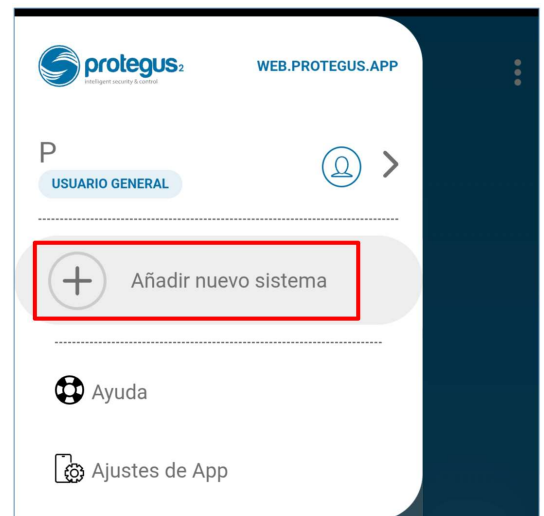 protegus2
intelligent security & control
WEB.PROTEGUS.APP
P
USUARIO GENERAL
Añadir nuevo sistema
Ayuda
Ajustes de App